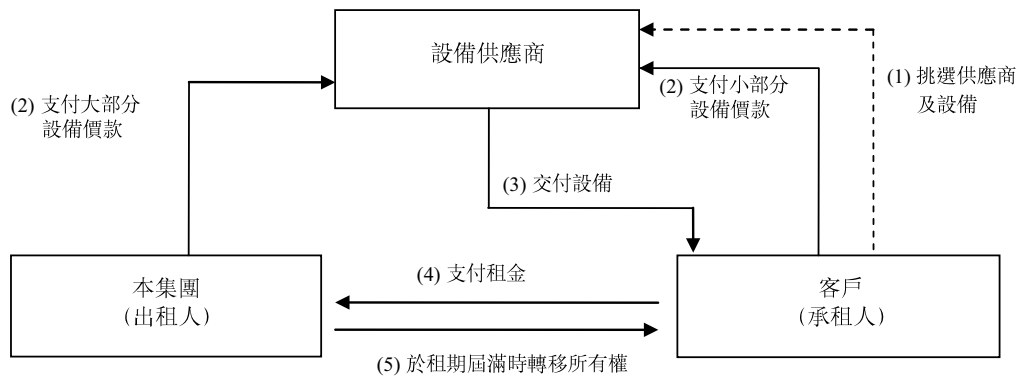 設備供應商
(1) 挑選供應商
及設備
(2) 支付大部分
設備價款
(2) 支付小部分
設備價款
(3) 交付設備
本集團
（出租人）
(4) 支付租金
客戶
（承租人）
(5) 於租期屆滿時轉移所有權